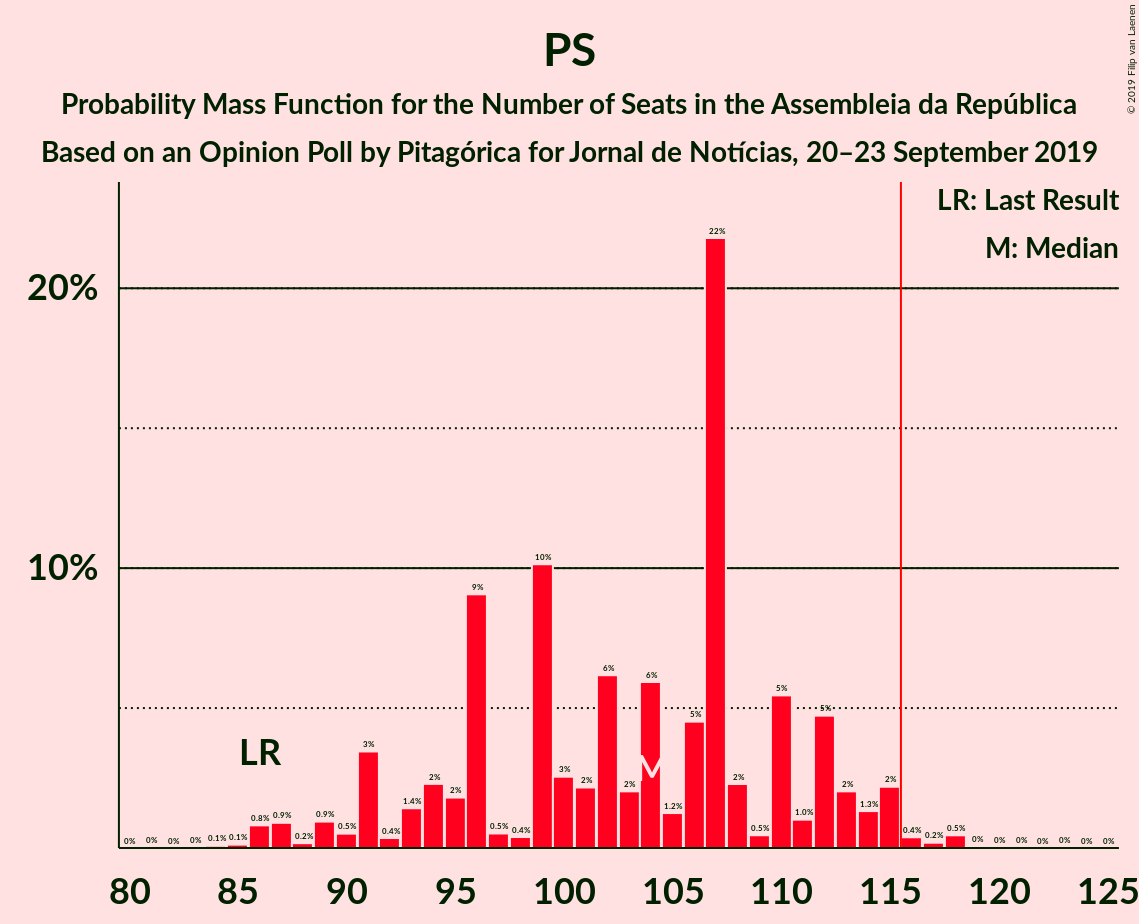 © 2019 Filip van Laenen
PS
Probability Mass Function for the Number of Seats in the Assembleia da República
Based on an Opinion Poll by Pitagórica for Jornal de Notícias, 20–23 September 2019
LR: Last Result
M: Median
20%
10%
0% 0% 0% 0% 0.1% 0.1% 0.8% 0.9% 0.2% 0.9% 0.5% 3% 0.4% 1.4% 2% 2% 9% 0.5% 0.4% 10% 3% 2% 6% 2% 6% 1.2% 5% 22% 2% 0.5% 5% 1.0% 5% 2% 1.3% 2% 0.4% 0.2% 0.5% 0% 0% 0% 0% 0% 0% 0%
LR
M
80 85 90 95 100 105 110 115 120 125